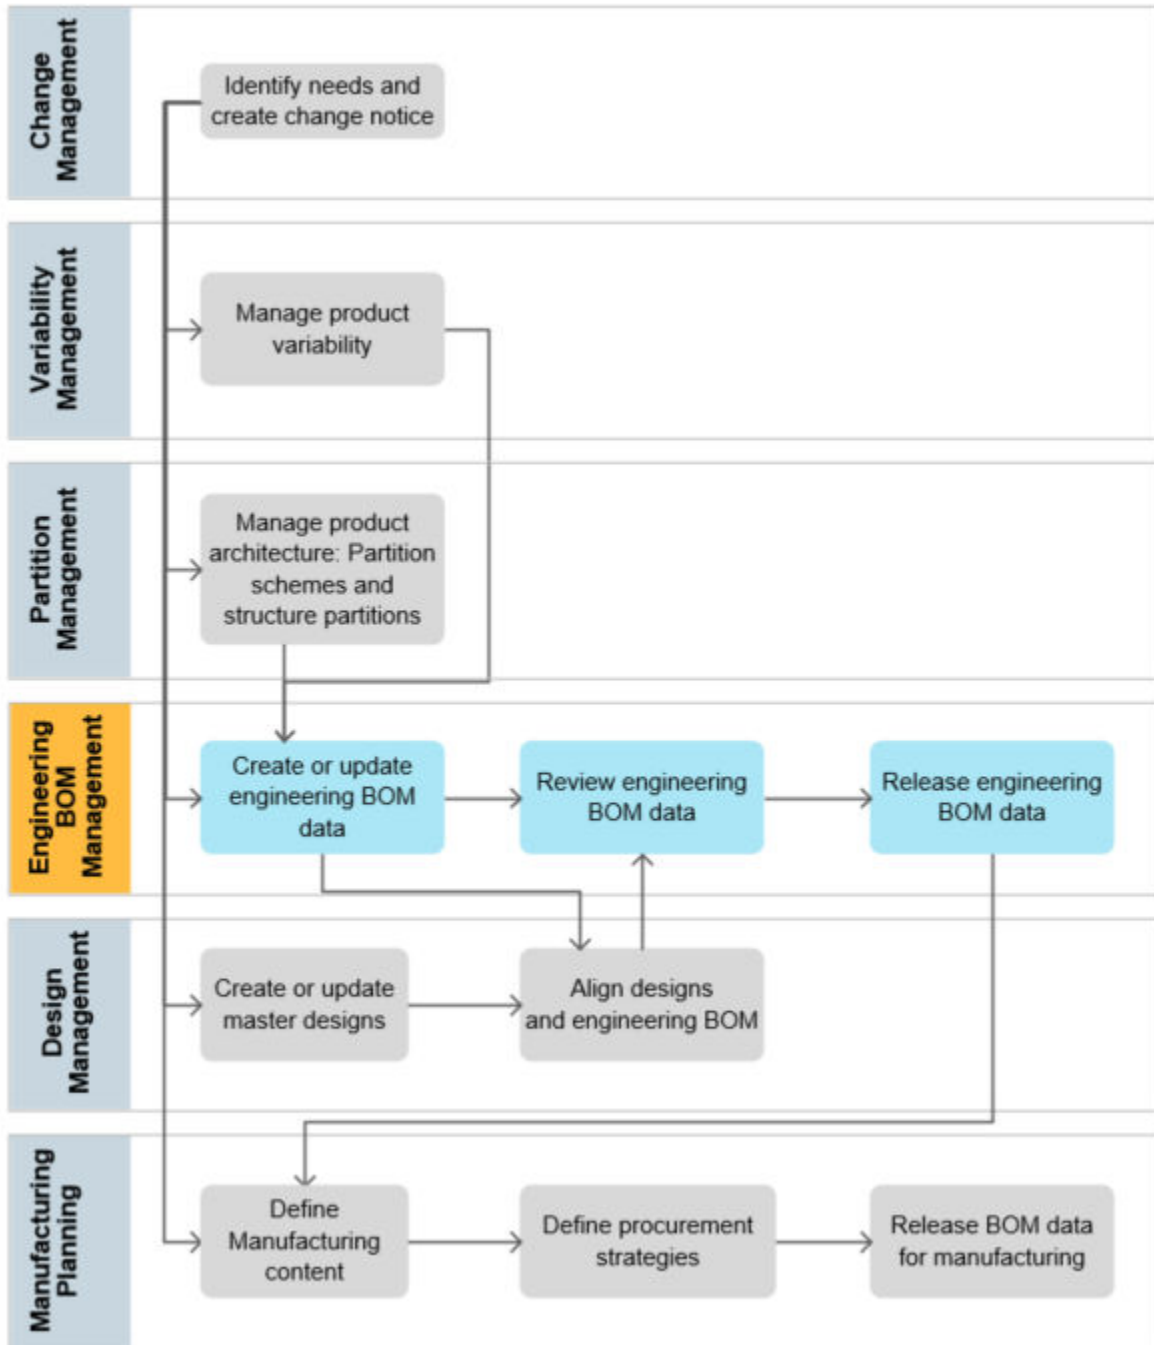 Change
Management
Identify needs and
create change notice
Variability
Management
Manage product
variability
Partition
Management
Manage product
architecture: Partition
schemes and
structure partitions
Engineering
BOM
Management
Create or update
engineering BOM
data
Review engineering
BOM data
Release engineering
BOM data
Design
Management
Create or update
master designs
Align designs
and engineering BOM
Manufacturing
Planning
Define
Manufacturing
content
Define procurement
strategies
Release BOM data
for manufacturing